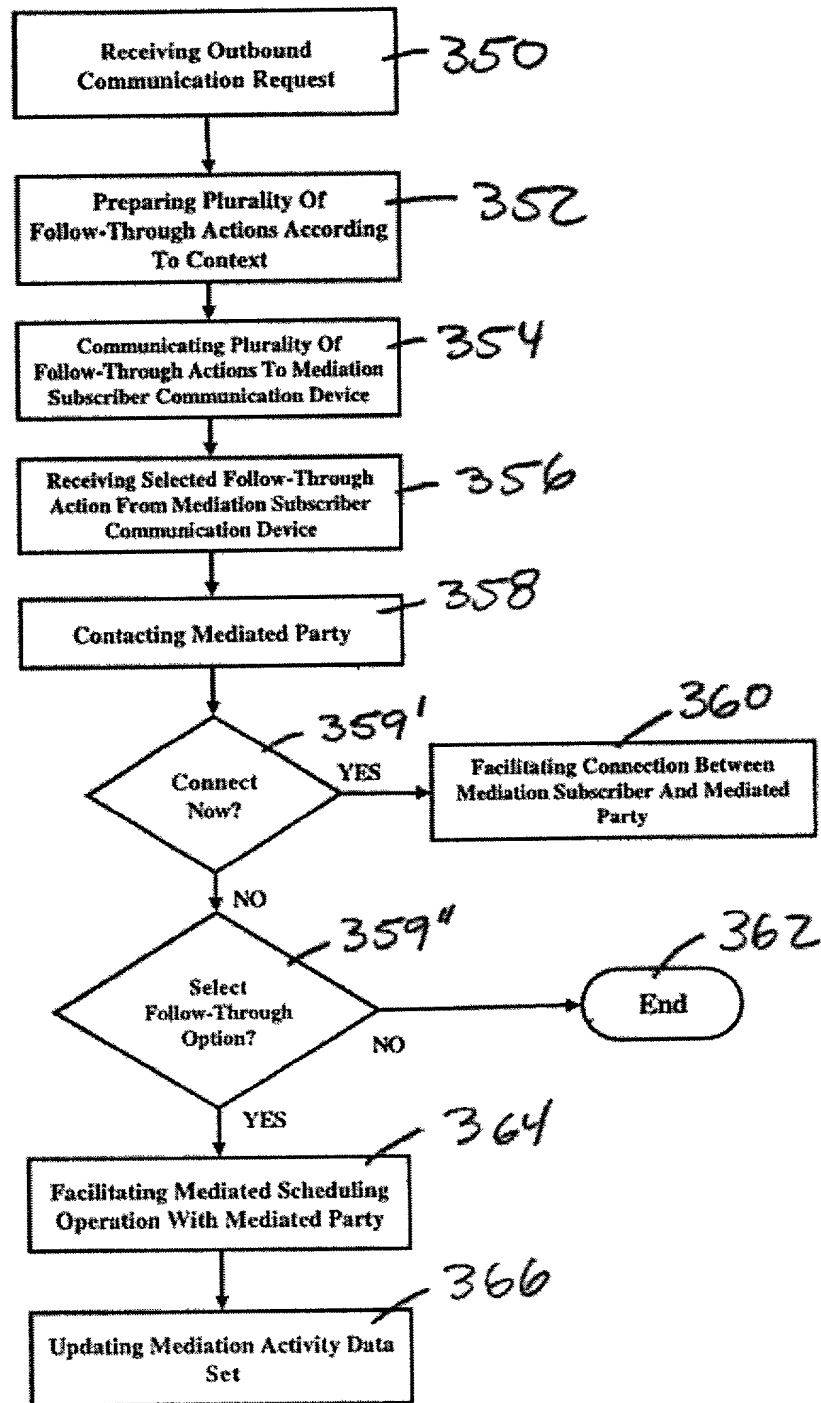 Receiving Outbound
Communication Request
350
Preparing Plurality Of
Follow-Through Actions According
To Context
352
Communicating Plurality Of
Follow-Through Actions To Mediation
Subscriber Communication Device
354
Receiving Selected Follow-Through
Action From Mediation Subscriber
Communication Device
356
Contacting Mediated Party
358
Connect
Now?
359'
YES
Facilitating Connection Between
Mediation Subscriber And Mediated
Party
360
NO
Select
Follow-Through
Option?
359"
NO
End
362
YES
Facilitating Mediated Scheduling
Operation With Mediated Party
364
Updating Mediation Activity Data
Set
366